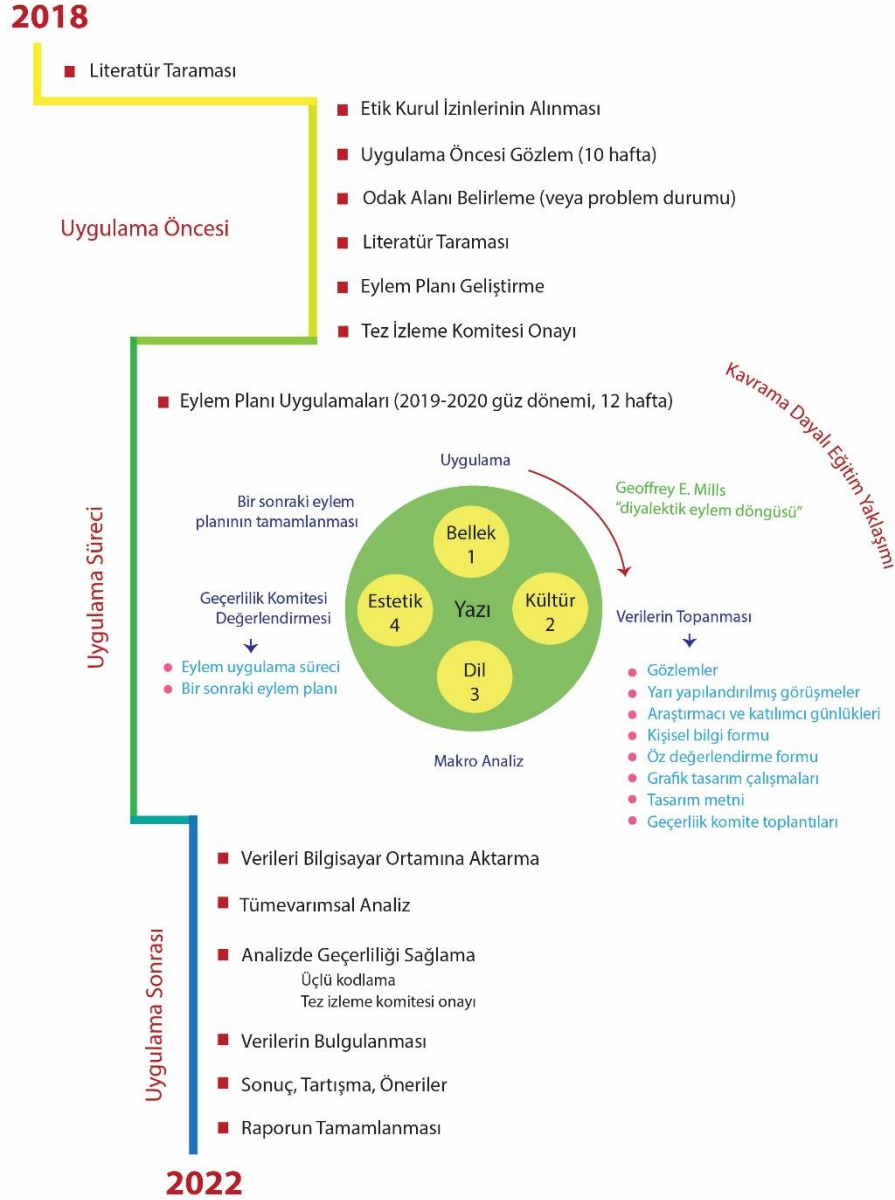 2018
Literatür Taraması
Etik Kurul İzinlerinin Alınması
Uygulama Öncesi Gözlem (10 hafta)
Odak Alanı Belirleme (veya problem durumu)
Uygulama Öncesi
Literatür Taraması
Eylem Planı Geliştirme
Tez İzleme Komitesi Onayı
Uygulama Süreci
Eylem Planı Uygulamaları (2019-2020 güz dönemi, 12 hafta)
Kavrama Dayalı Eğitim Yaklaşımı
Uygulama
Geoffrey E. Mills
"diyalektik eylem döngüsü"
Bir sonraki eylem
planının tamamlanması
Bellek
1
Kültür
2
Dil
3
Estetik
4
Yazı
Geçerlilik Komitesi
Değerlendirmesi
Eylem uygulama süreci
Bir sonraki eylem planı
Verilerin Topanması
Gözlemler
Yarı yapılandırılmış görüşmeler
Araştırmacı ve katılımcı günlükleri
Kişisel bilgi formu
Öz değerlendirme formu
Grafik tasarım çalışmaları
Tasarım metni
Geçerliik komite toplantıları
Makro Analiz
Uygulama Sonrası
Verileri Bilgisayar Ortamına Aktarma
Tümevarımsal Analiz
Analizde Geçerliliği Sağlama
Üçlü kodlama
Tez izleme komitesi onayı
Verilerin Bulgulanması
Sonuç, Tartışma, Öneriler
Raporun Tamamlanması
2022